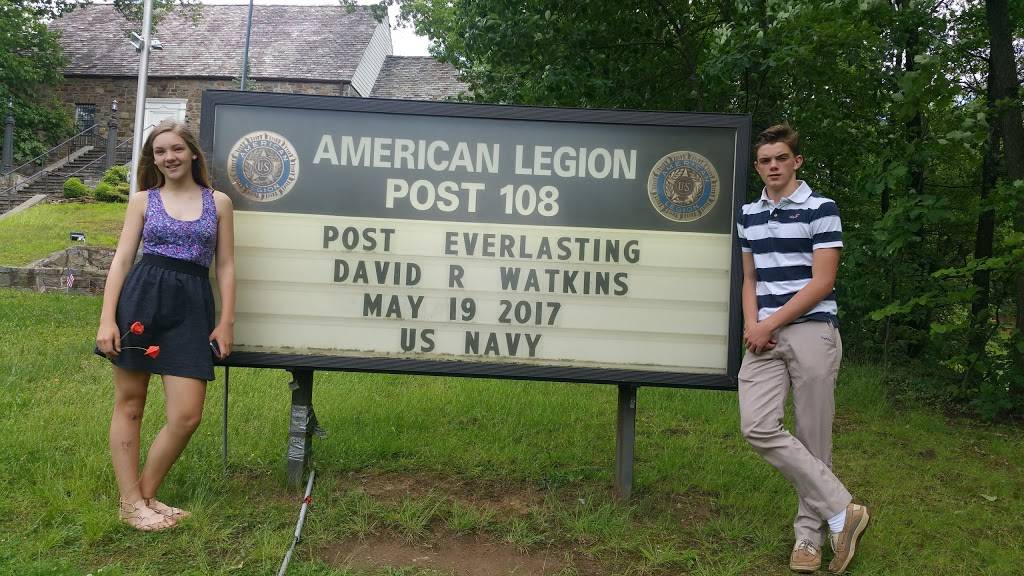 AMERICAN LEGION
POST 108
POST EVERLASTING
DAVID R WATKINS
MAY 19 2017
US NAVY